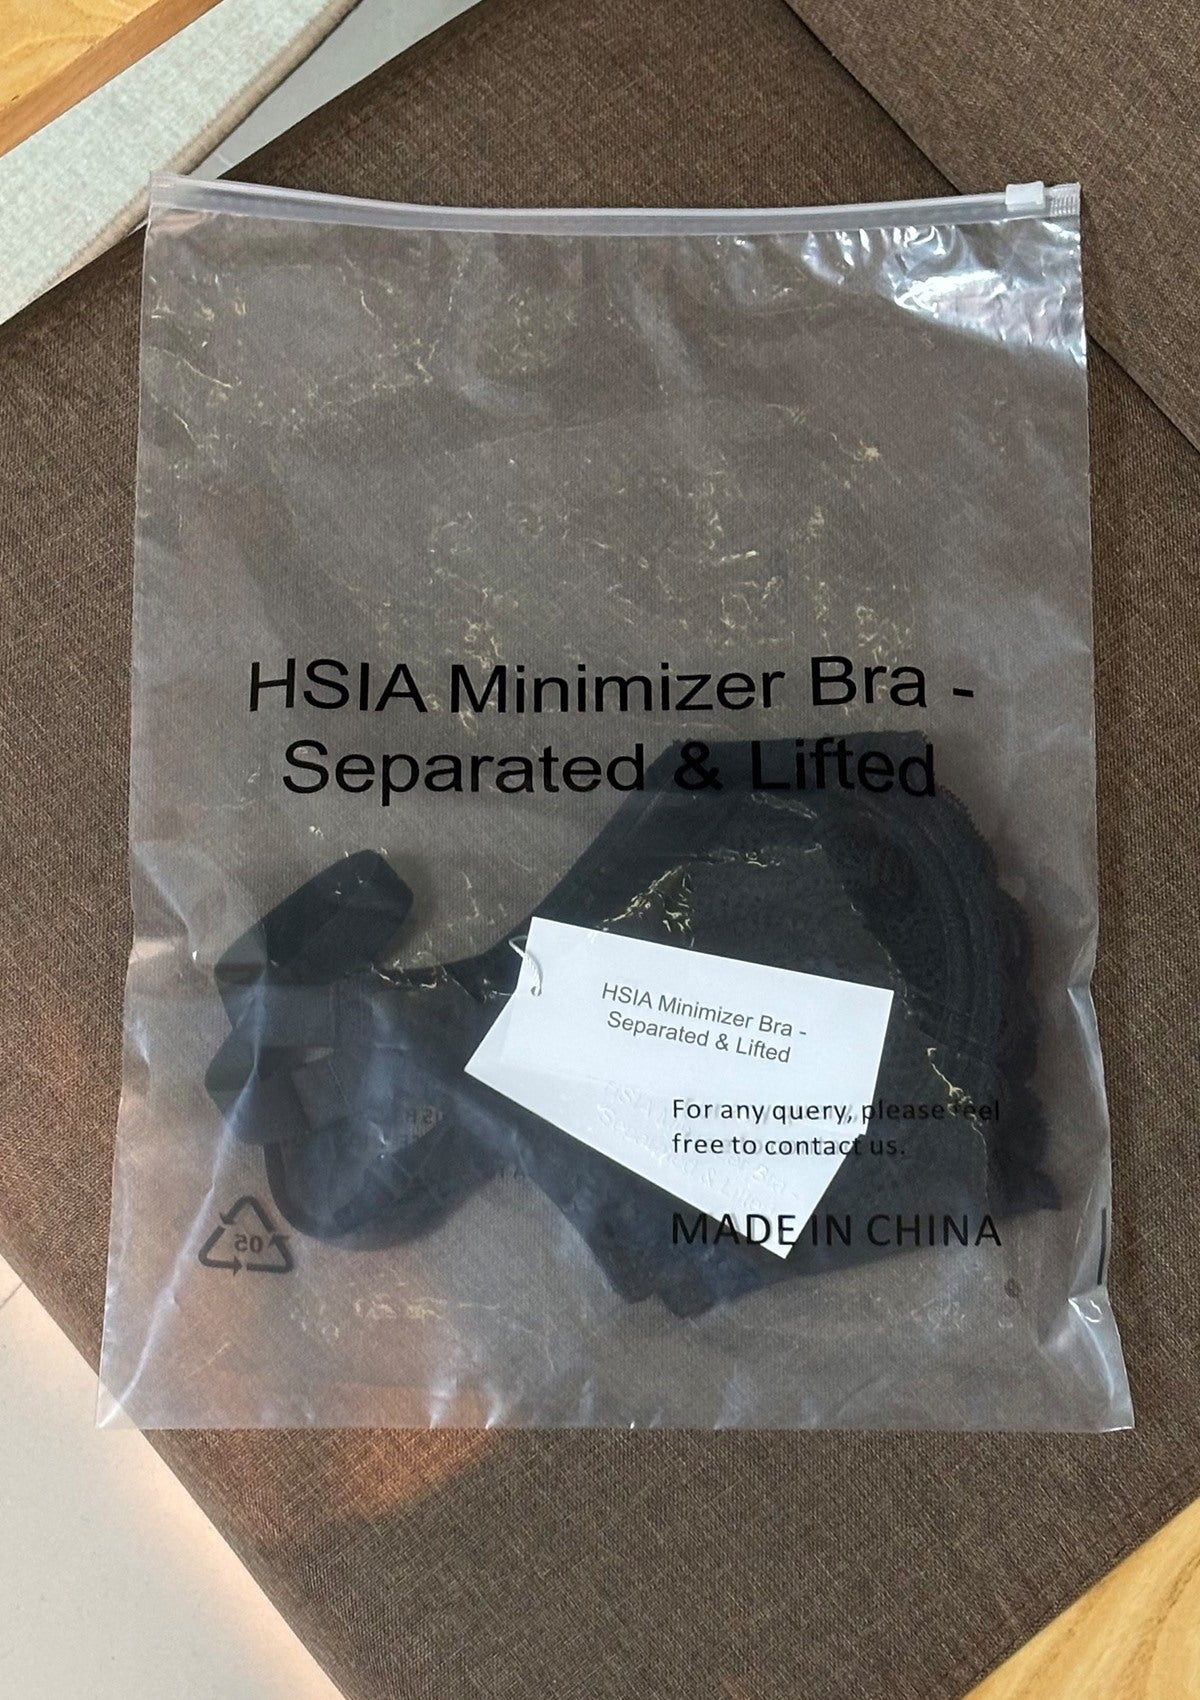 HSIA Minimizer Bra -
Separated & Lifted
HSIA Minimizer Bra -
Separated & Lifted
For any query, please feel
free to contact us.
MADE IN CHINA
05